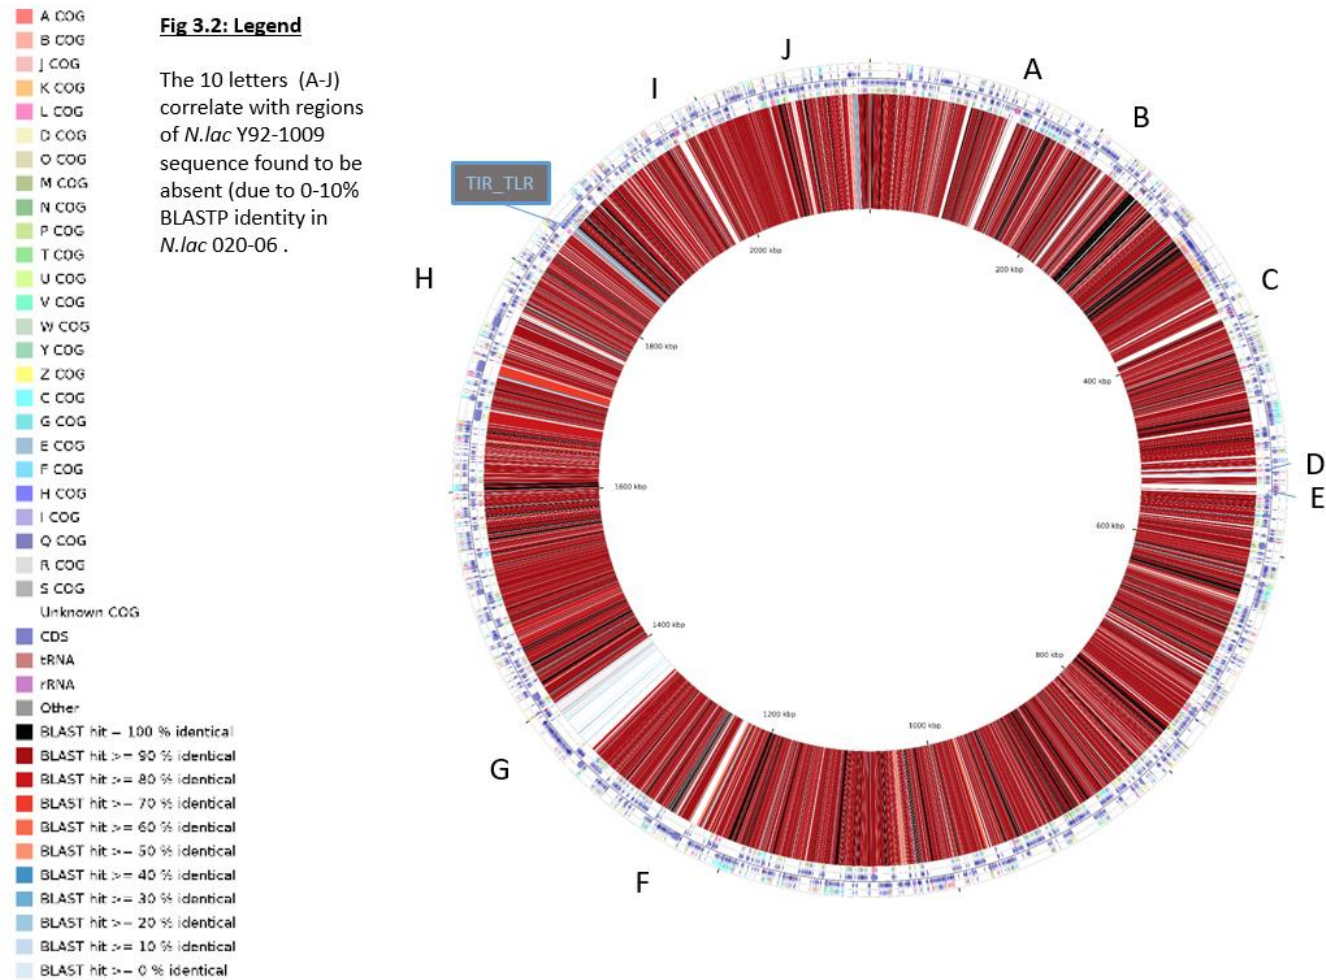 A COG
B COG
J COG
K COG
L COG
D COG
O COG
M COG
N COG
P COG
T COG
U COG
V COG
W COG
Y COG
Z COG
C COG
G COG
E COG
F COG
H COG
I COG
Q COG
R COG
S COG
Unknown COG
CDS
tRNA
rRNA
Other
BLAST hit = 100 % identical
BLAST hit >= 90 % identical
BLAST hit >= 80 % identical
BLAST hit >= 70 % identical
BLAST hit >= 60 % identical
BLAST hit >= 50 % identical
BLAST hit >= 40 % identical
BLAST hit >= 30 % identical
BLAST hit >= 20 % identical
BLAST hit >= 10 % identical
BLAST hit >= 0 % identical
Fig 3.2: Legend
The 10 letters (A-J)
correlate with regions
of N.lac Y92-1009
sequence found to be
absent (due to 0-10%
BLASTP identity in
N.lac 020-06 .
J
A
I
B
TIR_TLR
H
C
D
E
G
F
2000 kbp
200 kbp
1800 kbp
400 kbp
1600 kbp
600 kbp
1400 kbp
800 kbp
1200 kbp
1000 kbp